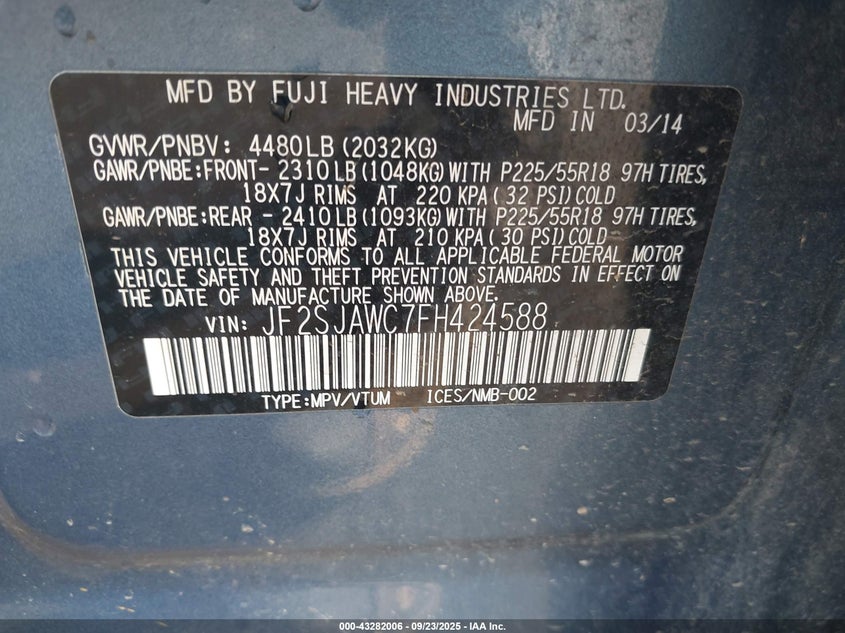 MFD BY FUJI HEAVY INDUSTRIES LTD.
MFD IN 03/14
GVWR/PNBV: 4480LB (2032KG)
GAWR/PNBE:FRONT- 2310LB (1048KG) WITH P225/55R18 97H TIRES,
18X7J RIMS AT 220 KPA( 32 PSI) COLD
GAWR/PNBE:REAR - 2410LB (1093KG) WITH P225/55R18 97H TIRES,
18X7J RIMS AT 210 KPA( 30 PSI) COLD
THIS VEHICLE CONFORMS TO ALL APPLICABLE FEDERAL MOTOR
VEHICLE SAFETY AND THEFT PREVENTION STANDARDS IN EFFECT ON
THE DATE OF MANUFACTURE SHOWN ABOVE.
VIN: JF2SJAWC7FH424588
TYPE:MPV/VTUM ICES/NMB-002
000-43282006 - 09/23/2025 - IAA Inc.